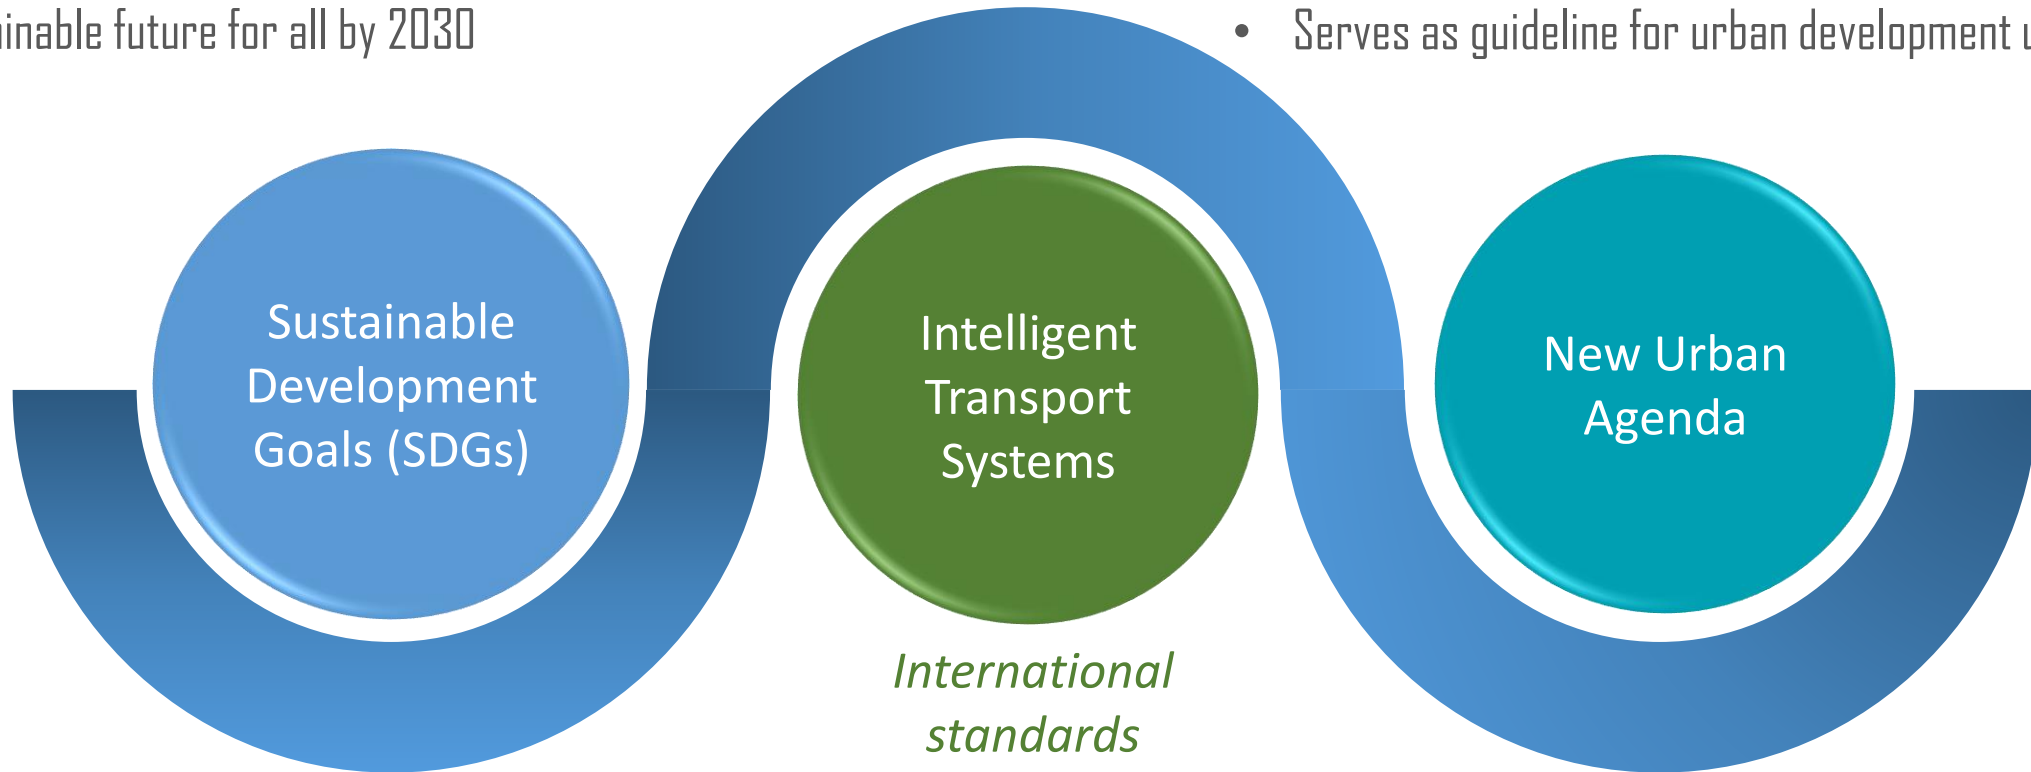 future for all by 2030
• Serves as guideline for urban development
Sustainable
Development
Goals (SDGs)
Intelligent
Transport
Systems
New Urban
Agenda
International
standards